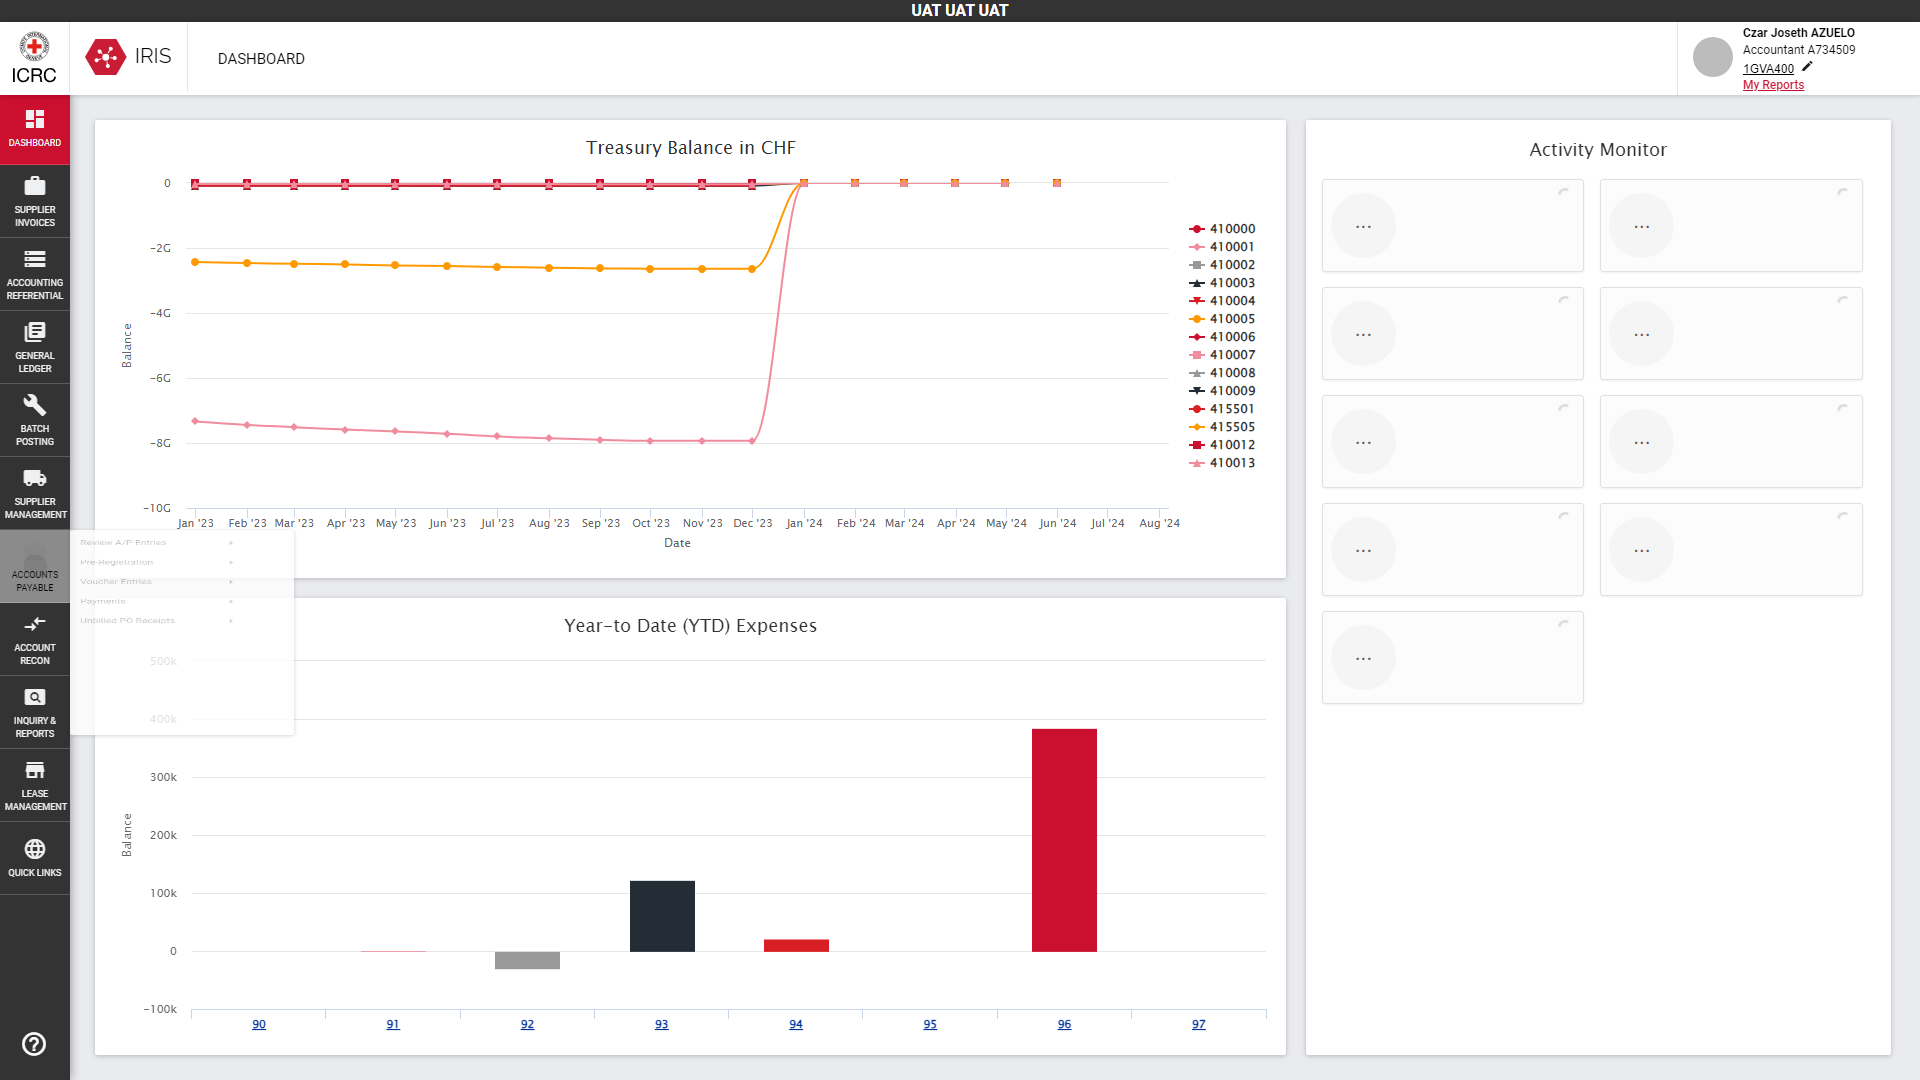 UAT UAT UAT
ICRC
IRIS
DASHBOARD
Czar Joseth AZUELO
Accountant A734509
1GVA400
My Reports
DASHBOARD
SUPPLIER
INVOICES
ACCOUNTING
REFERENTIAL
GENERAL
LEDGER
BATCH
POSTING
SUPPLIER
MANAGEMENT
ACCOUNTS
PAYABLE
ACCOUNT
RECON
INQUIRY &
REPORTS
LEASE
MANAGEMENT
QUICK LINKS
Review A/P Entries
Pre-Registration
Voucher Entries
Payments
Unbilled PO Receipts
Treasury Balance in CHF
Balance
0
−2G
−4G
−6G
−8G
−10G
Jan '23 Feb '23 Mar '23 Apr '23 May '23 Jun '23 Jul '23 Aug '23 Sep '23 Oct '23 Nov '23 Dec '23 Jan '24 Feb '24 Mar '24 Apr '24 May '24 Jun '24 Jul '24 Aug '24
Date
410000
410001
410002
410003
410004
410005
410006
410007
410008
410009
415501
415505
410012
410013
Year-to Date (YTD) Expenses
Balance
500k
400k
300k
200k
100k
0
−100k
90 91 92 93 94 95 96 97
Activity Monitor
... ...
... ...
... ...
... ...
...